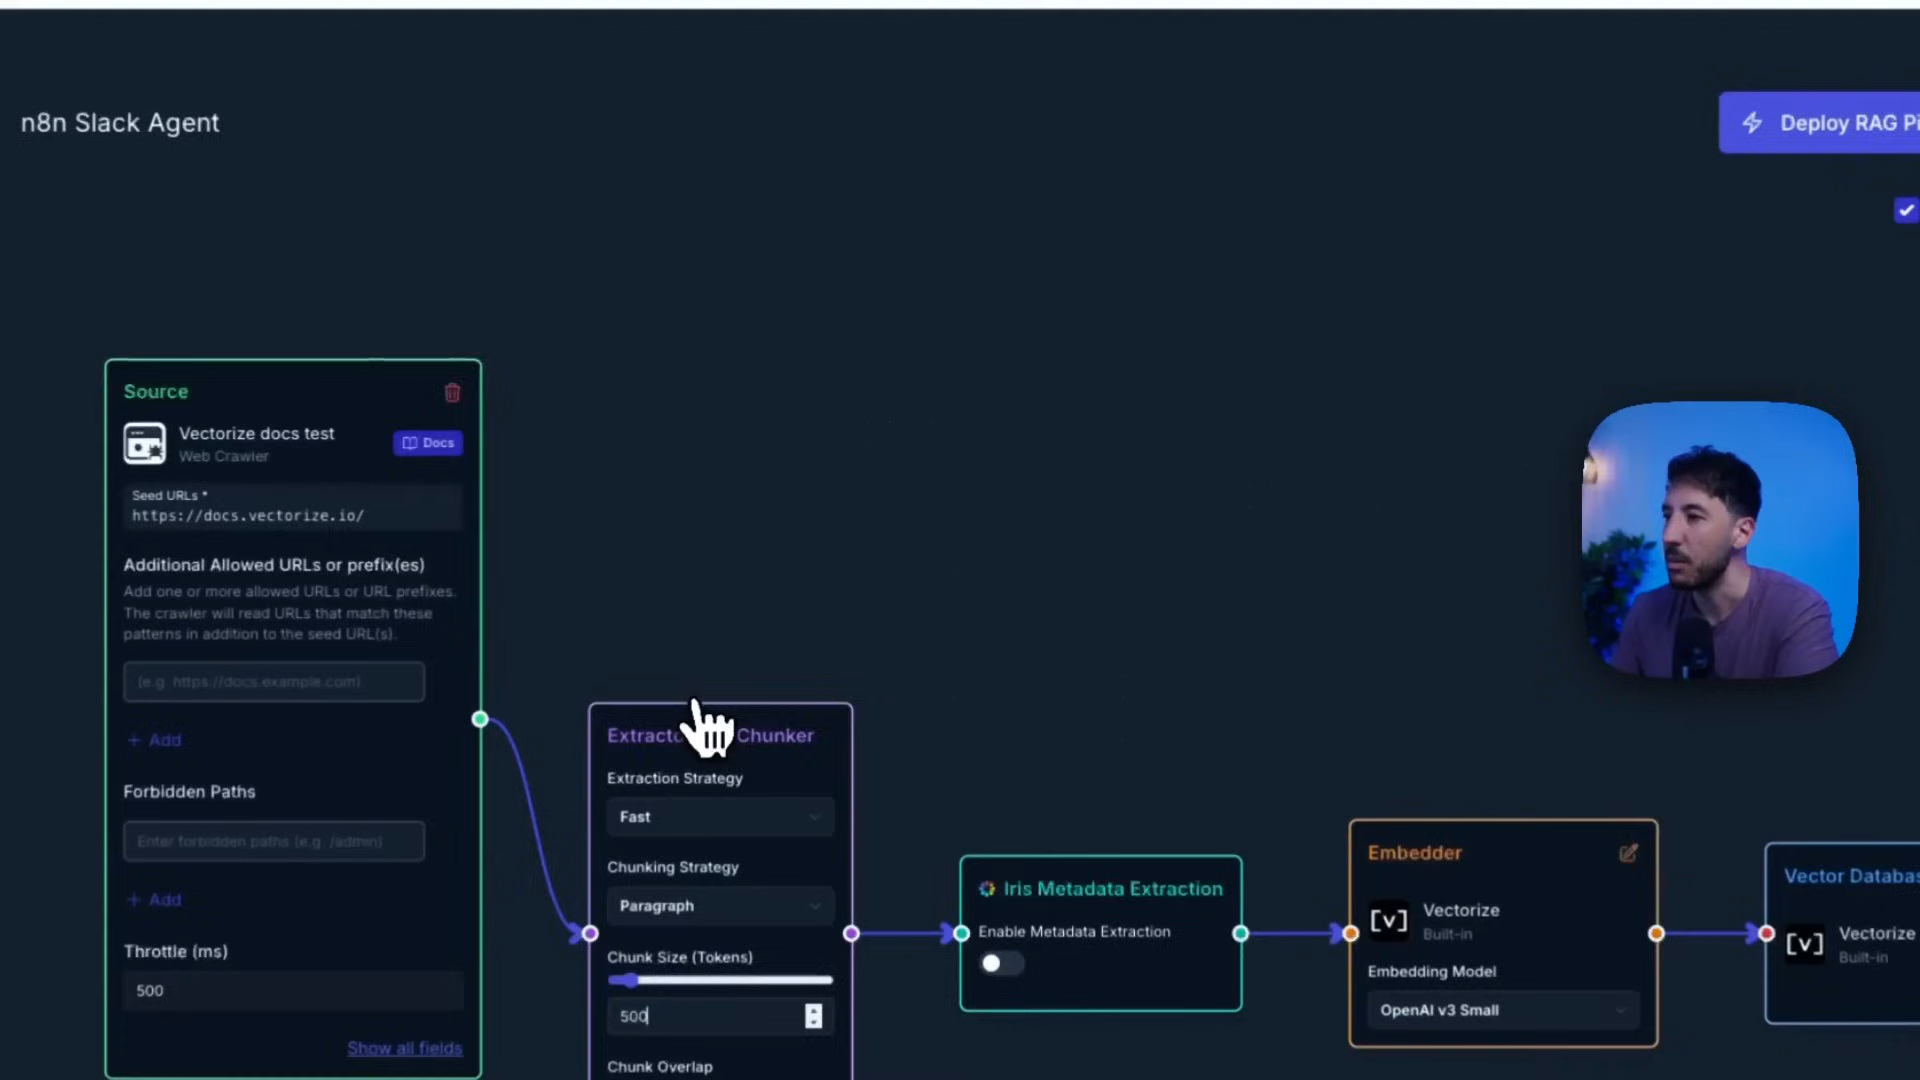 n8n Slack Agent
Deploy RAG
Source
Vectorize docs test
Web Crawler
Docs
Seed URLs *
https://docs.vectorize.io/
Additional Allowed URLs or prefix(es)
Add one or more allowed URLs or URL prefixes.
The crawler will read URLs that match these
patterns in addition to the seed URL(s).
(e.g. https://docs.example.com)
+ Add
Forbidden Paths
Enter forbidden paths (e.g. /admin)
+ Add
Throttle (ms)
500
Show all fields
Chunker
Extraction Strategy
Fast
Chunking Strategy
Paragraph
Chunk Size (Tokens)
500
Chunk Overlap
Iris Metadata Extraction
Enable Metadata Extraction
Embedder
[v]
Vectorize
Built-in
Embedding Model
OpenAI v3 Small
Vector
[v]
Vectorize
Built-in